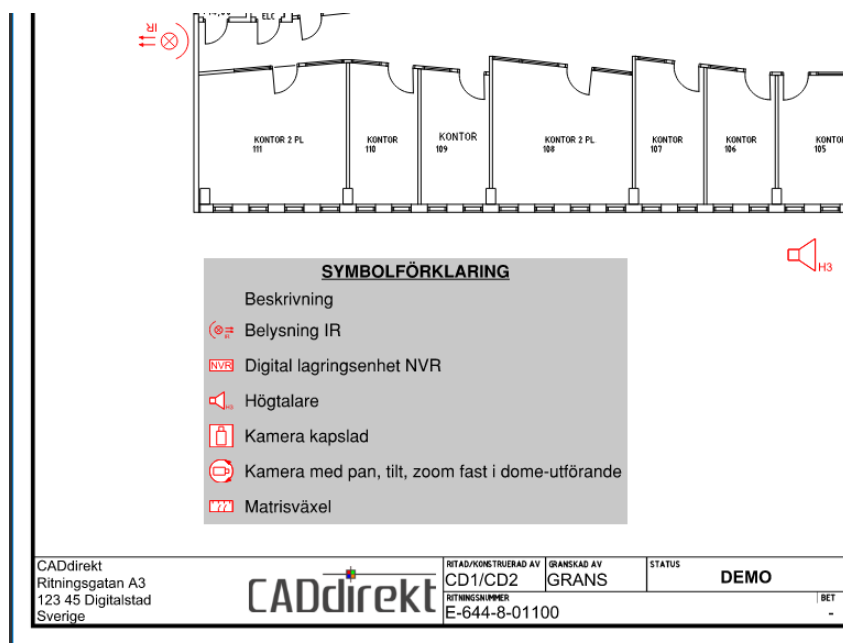 ELC
IR
KONTOR 2 PL
111
KONTOR
110
KONTOR
109
KONTOR 2 PL
108
KONTOR
107
KONTOR
106
KONTOR
105
H3
SYMBOLFÖRKLARING
Beskrivning
IR
Belysning IR
NVR
Digital lagringsenhet NVR
H3
Högtalare
Kamera kapslad
Kamera med pan, tilt, zoom fast i dome-utförande
Matrisväxel
CADdirekt
Ritningsgatan A3
123 45 Digitalstad
Sverige
CADdirekt
RITAD/KONSTRUERAD AV
CD1/CD2
GRANSKAD AV
GRANS
STATUS
DEMO
RITNINGSNUMMER
E-644-8-01100
BET
-